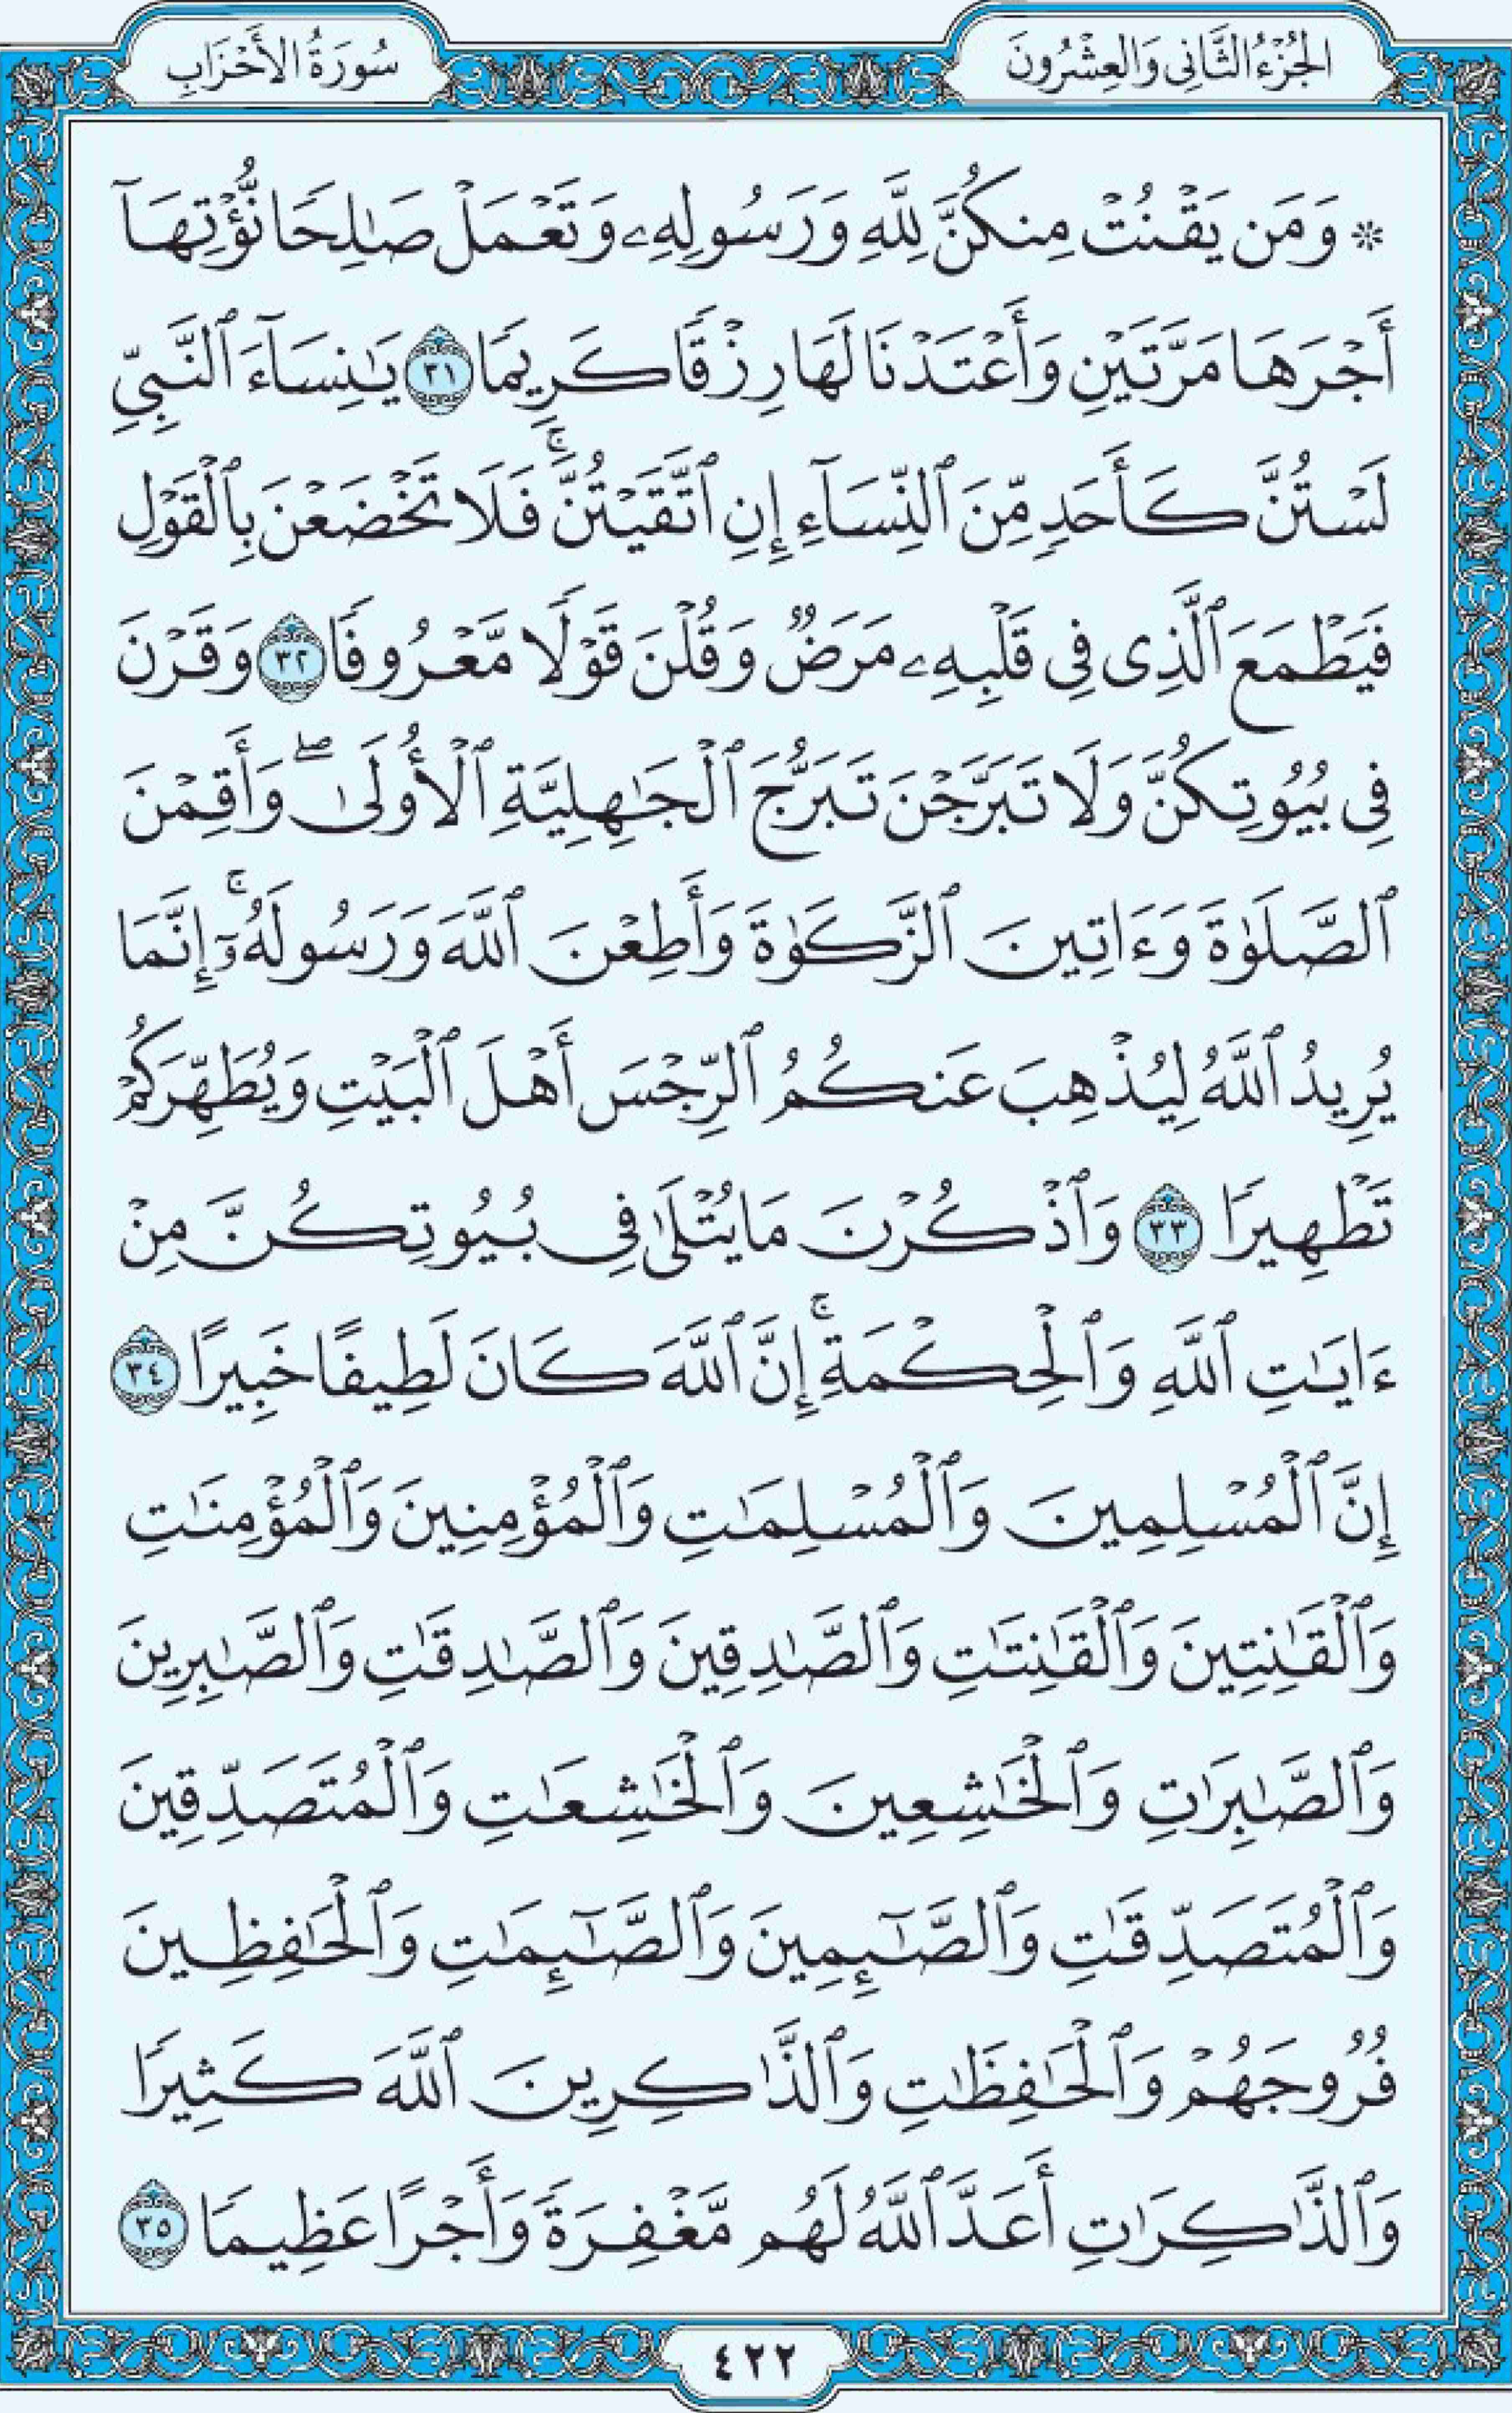 الجُزْءُ الثَّانِي وَالعِشْرُونَ
سُورَةُ الأَحْزَابِ
۞ وَمَن يَقْنُتْ مِنكُنَّ لِلَّهِ وَرَسُولِهِۦ وَتَعْمَلْ صَٰلِحًا نُّؤْتِهَآ
أَجْرَهَا مَرَّتَيْنِ وَأَعْتَدْنَا لَهَا رِزْقًا كَرِيمًا ٣١ يَٰنِسَآءَ ٱلنَّبِيِّ
لَسْتُنَّ كَأَحَدٍ مِّنَ ٱلنِّسَآءِ إِنِ ٱتَّقَيْتُنَّۚ فَلَا تَخْضَعْنَ بِٱلْقَوْلِ
فَيَطْمَعَ ٱلَّذِى فِى قَلْبِهِۦ مَرَضٌ وَقُلْنَ قَوْلًا مَّعْرُوفًا ٣٢ وَقَرْنَ
فِى بُيُوتِكُنَّ وَلَا تَبَرَّجْنَ تَبَرُّجَ ٱلْجَٰهِلِيَّةِ ٱلْأُولَىٰۖ وَأَقِمْنَ
ٱلصَّلَوٰةَ وَءَاتِينَ ٱلزَّكَوٰةَ وَأَطِعْنَ ٱللَّهَ وَرَسُولَهُۥٓۚ إِنَّمَا
يُرِيدُ ٱللَّهُ لِيُذْهِبَ عَنكُمُ ٱلرِّجْسَ أَهْلَ ٱلْبَيْتِ وَيُطَهِّرَكُمْ
تَطْهِيرًا ٣٣ وَٱذْكُرْنَ مَا يُتْلَىٰ فِى بُيُوتِكُنَّ مِنْ
ءَايَٰتِ ٱللَّهِ وَٱلْحِكْمَةِۚ إِنَّ ٱللَّهَ كَانَ لَطِيفًا خَبِيرًا ٣٤
إِنَّ ٱلْمُسْلِمِينَ وَٱلْمُسْلِمَٰتِ وَٱلْمُؤْمِنِينَ وَٱلْمُؤْمِنَٰتِ
وَٱلْقَٰنِتِينَ وَٱلْقَٰنِتَٰتِ وَٱلصَّٰدِقِينَ وَٱلصَّٰدِقَٰتِ وَٱلصَّٰبِرِينَ
وَٱلصَّٰبِرَٰتِ وَٱلْخَٰشِعِينَ وَٱلْخَٰشِعَٰتِ وَٱلْمُتَصَدِّقِينَ
وَٱلْمُتَصَدِّقَٰتِ وَٱلصَّٰٓئِمِينَ وَٱلصَّٰٓئِمَٰتِ وَٱلْحَٰفِظِينَ
فُرُوجَهُمْ وَٱلْحَٰفِظَٰتِ وَٱلذَّٰكِرِينَ ٱللَّهَ كَثِيرًا
وَٱلذَّٰكِرَٰتِ أَعَدَّ ٱللَّهُ لَهُم مَّغْفِرَةً وَأَجْرًا عَظِيمًا ٣٥
٤٢٢